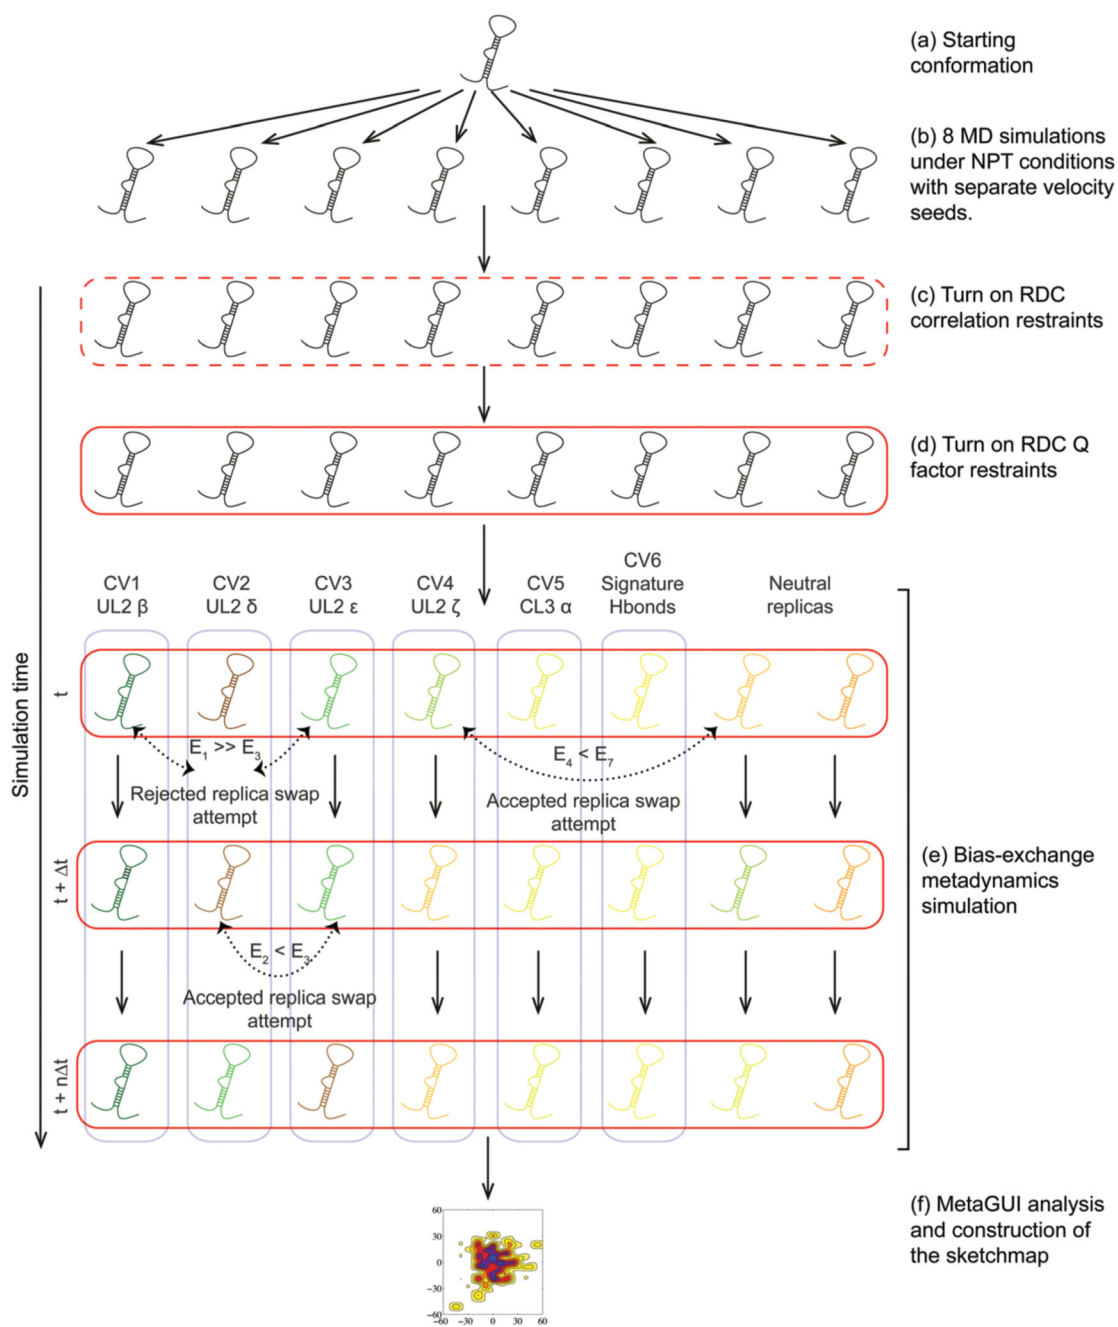 (a) Starting
conformation
(b) 8 MD simulations
under NPT conditions
with separate velocity
seeds.
(c) Turn on RDC
correlation restraints
(d) Turn on RDC Q
factor restraints
Simulation time
CV1
UL2 β
CV2
UL2 δ
CV3
UL2 ε
CV4
UL2 ζ
CV5
CL3 α
CV6
Signature
Hbonds
Neutral
replicas
t
E1 >> E3
Rejected replica swap
attempt
E4 < E7
Accepted replica swap
attempt
t + Δt
(e) Bias-exchange
metadynamics
simulation
E2 < E3
Accepted replica swap
attempt
t + nΔt
(f) MetaGUI analysis
and construction of
the sketchmap
60
30
0
−30
−60
−60 −30 0 30 60